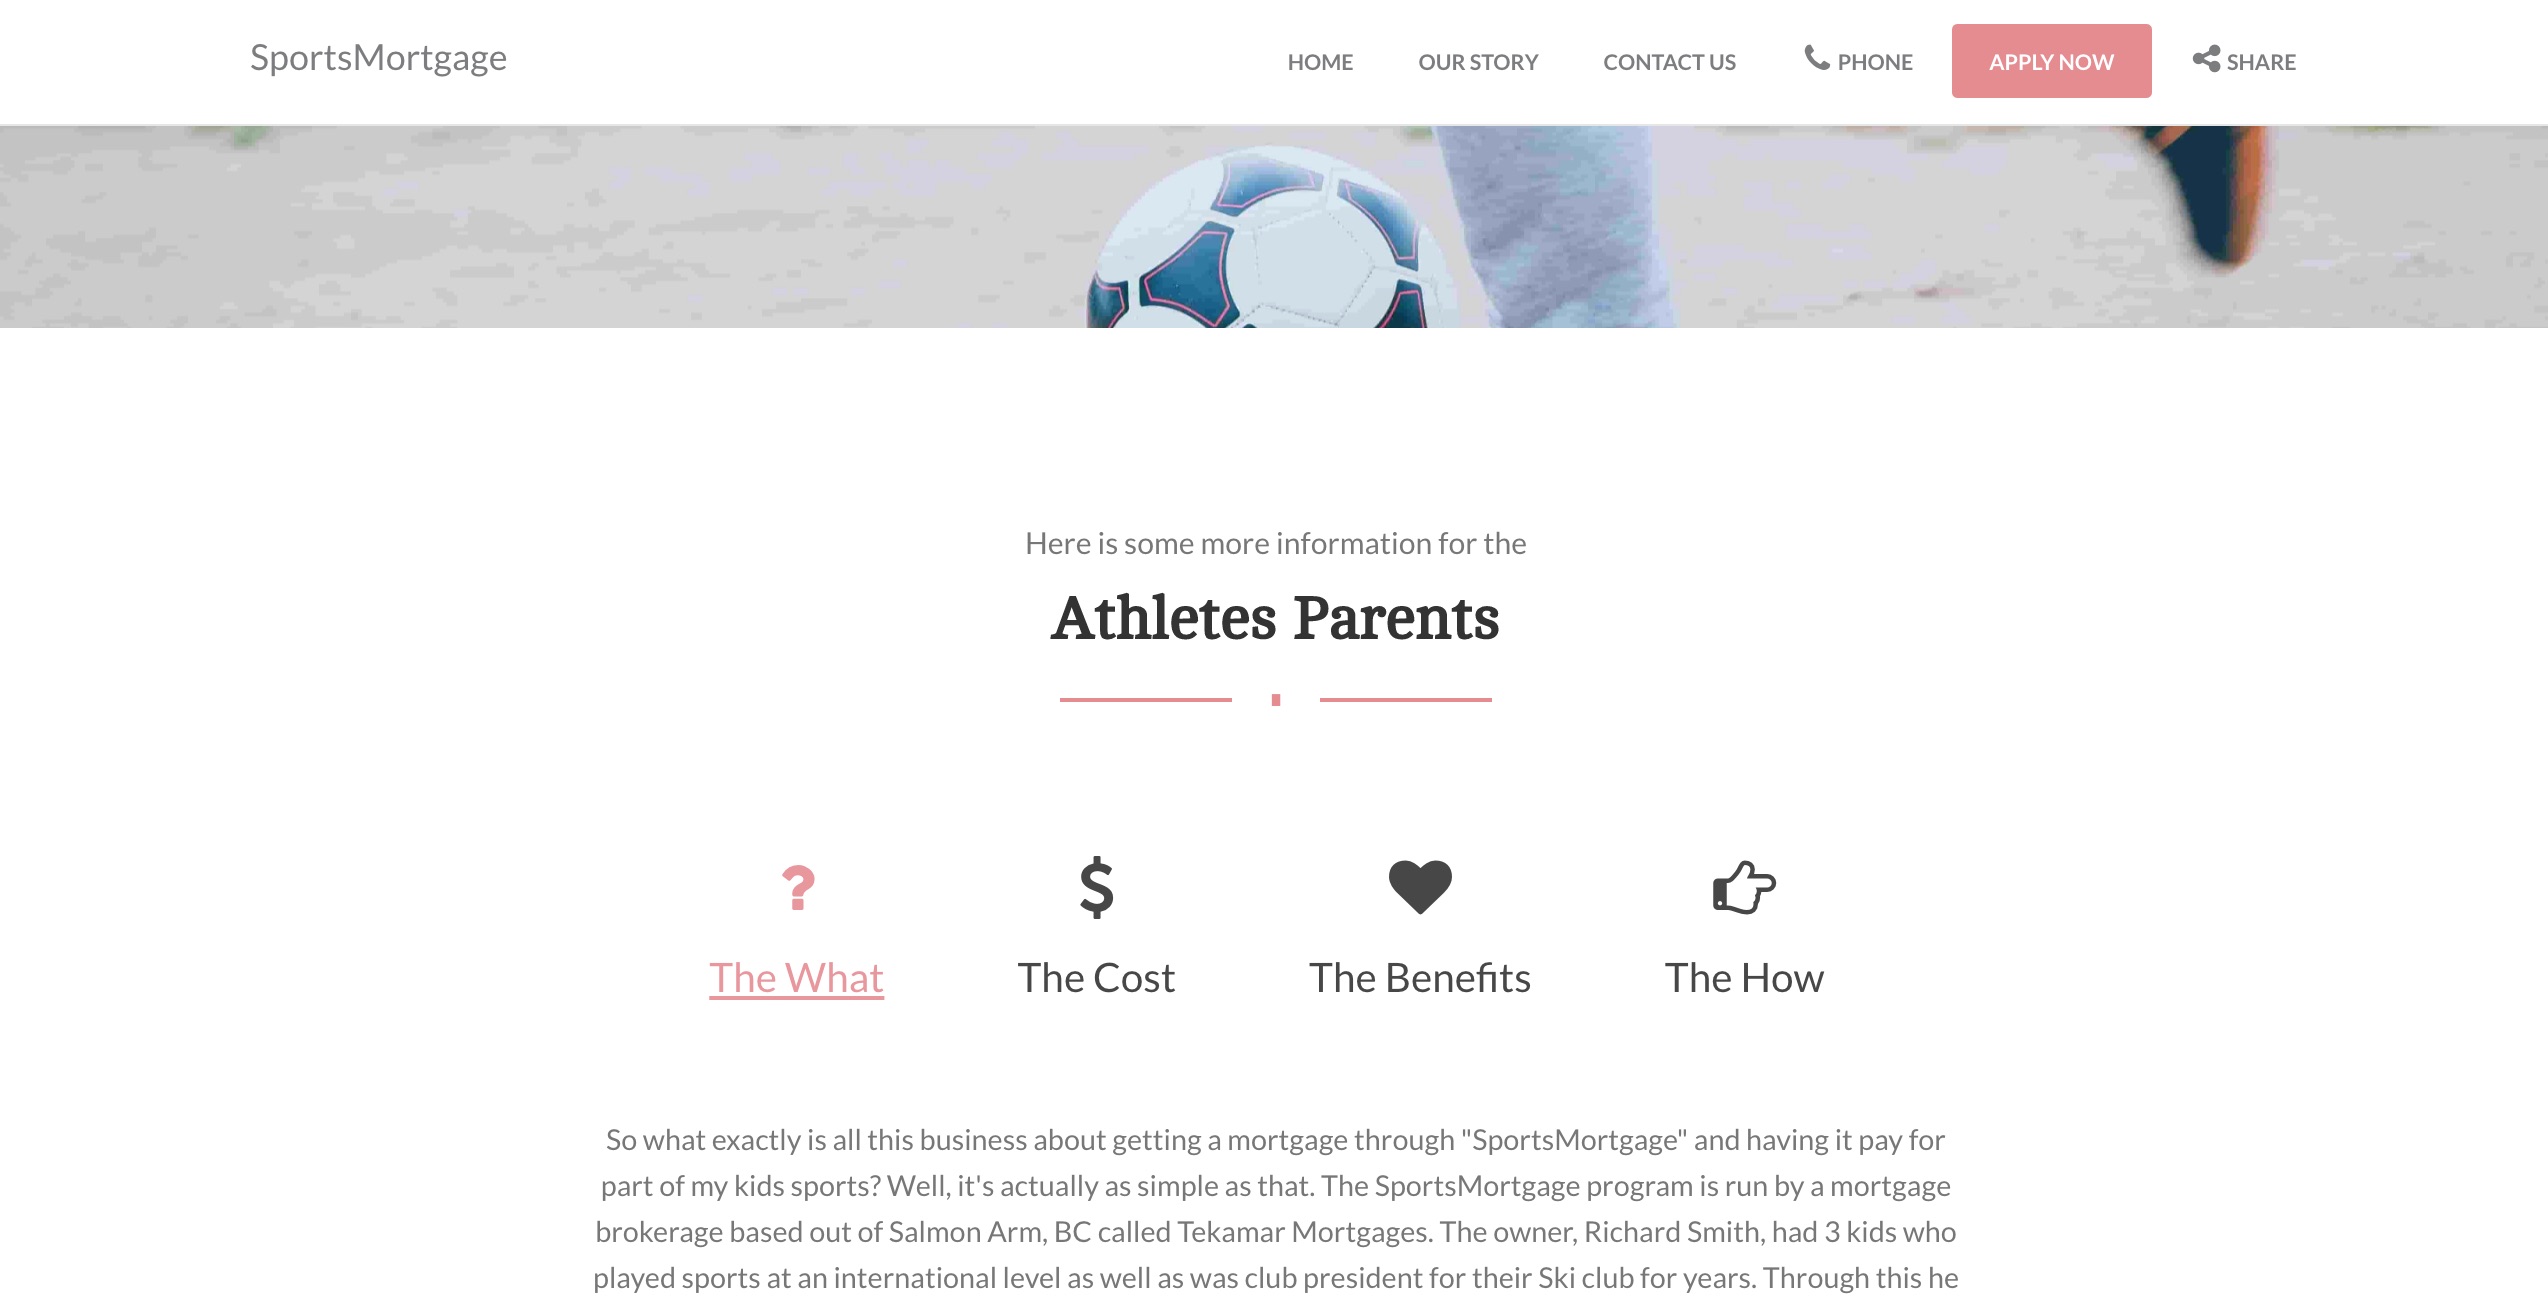 SportsMortgage
HOME
OUR STORY
CONTACT US
PHONE
APPLY NOW
SHARE
Here is some more information for the
Athletes Parents
The What
The Cost
The Benefits
The How
So what exactly is all this business about getting a mortgage through "SportsMortgage" and having it pay for
part of my kids sports? Well, it's actually as simple as that. The SportsMortgage program is run by a mortgage
brokerage based out of Salmon Arm, BC called Tekamar Mortgages. The owner, Richard Smith, had 3 kids who
played sports at an international level as well as was club president for their Ski club for years. Through this he